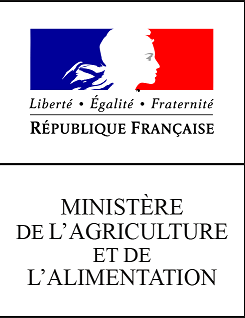 Liberté • Égalité • Fraternité
RÉPUBLIQUE FRANÇAISE
MINISTÈRE
DE L'AGRICULTURE
ET DE
L'ALIMENTATION